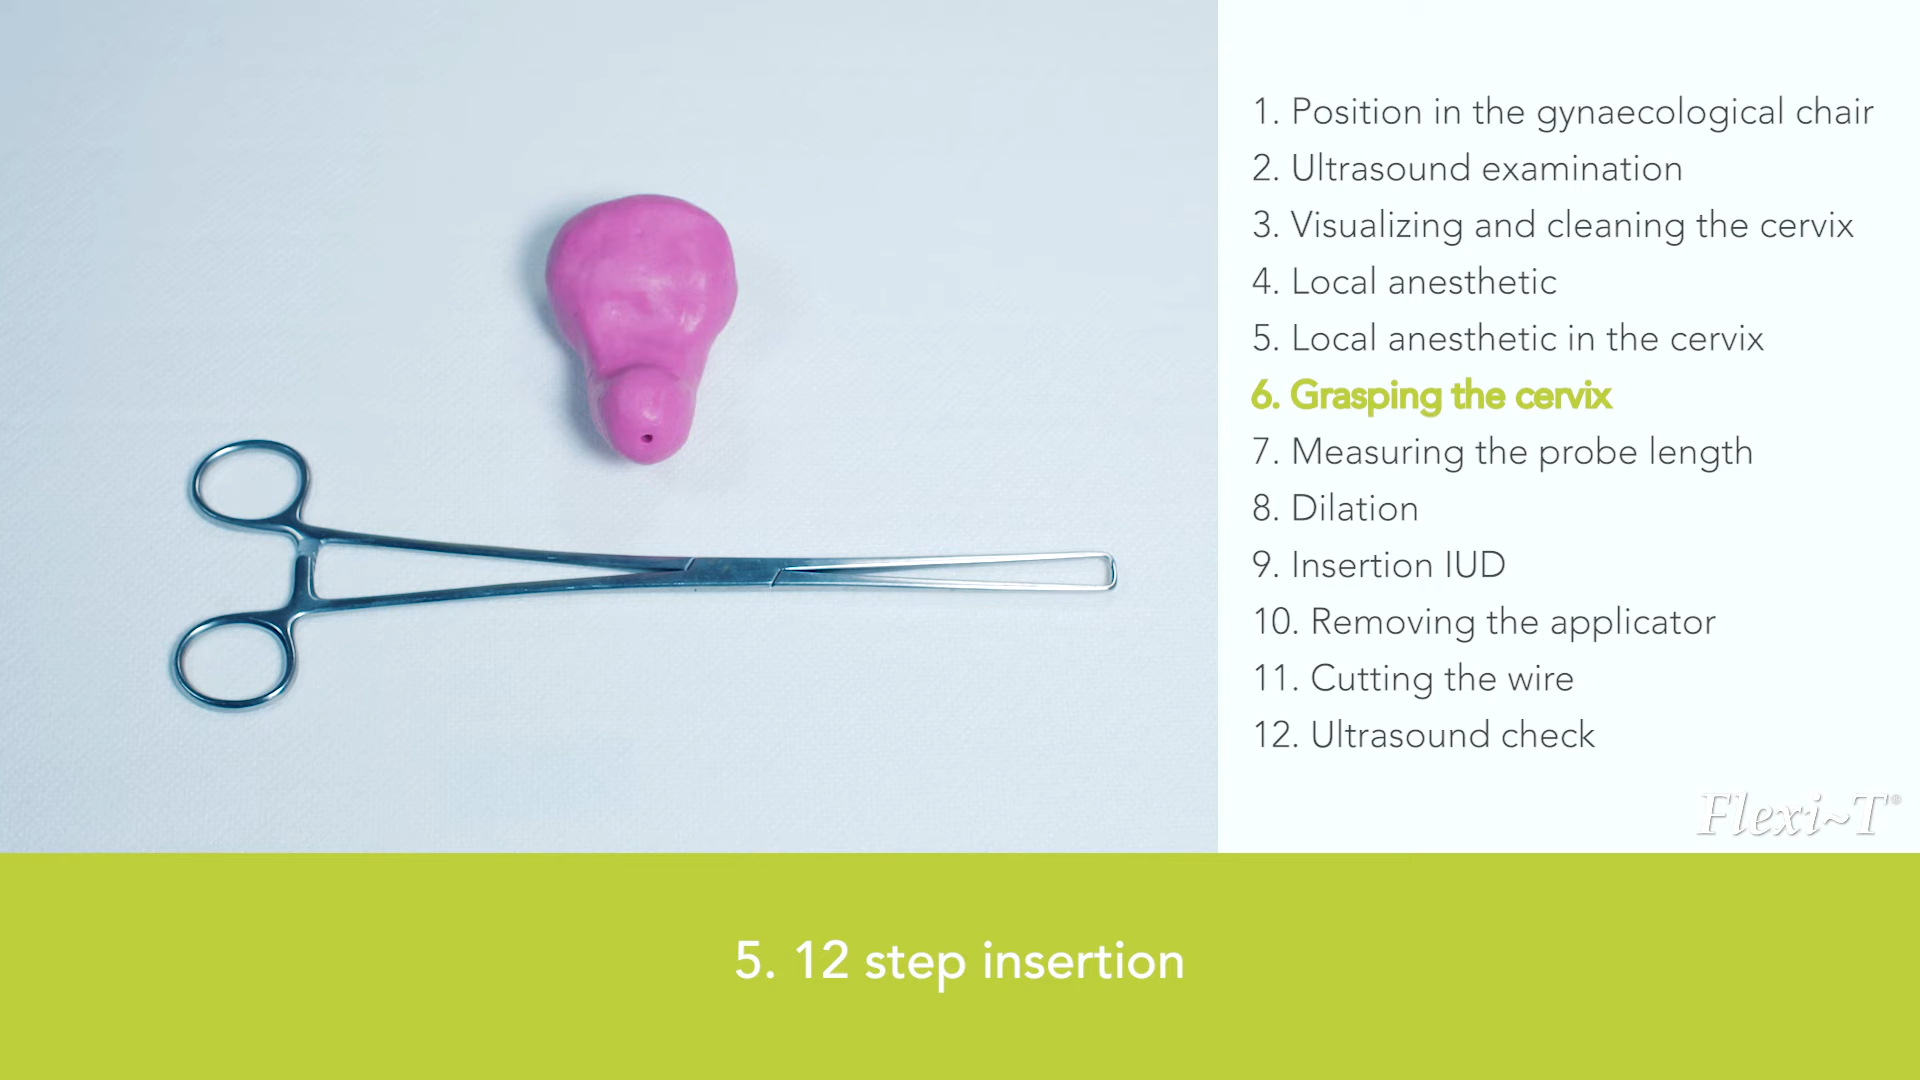 1. Position in the gynaecological chair
2. Ultrasound examination
3. Visualizing and cleaning the cervix
4. Local anesthetic
5. Local anesthetic in the cervix
6. Grasping the cervix
7. Measuring the probe length
8. Dilation
9. Insertion IUD
10. Removing the applicator
11. Cutting the wire
12. Ultrasound check
Flexi~T®
5. 12 step insertion